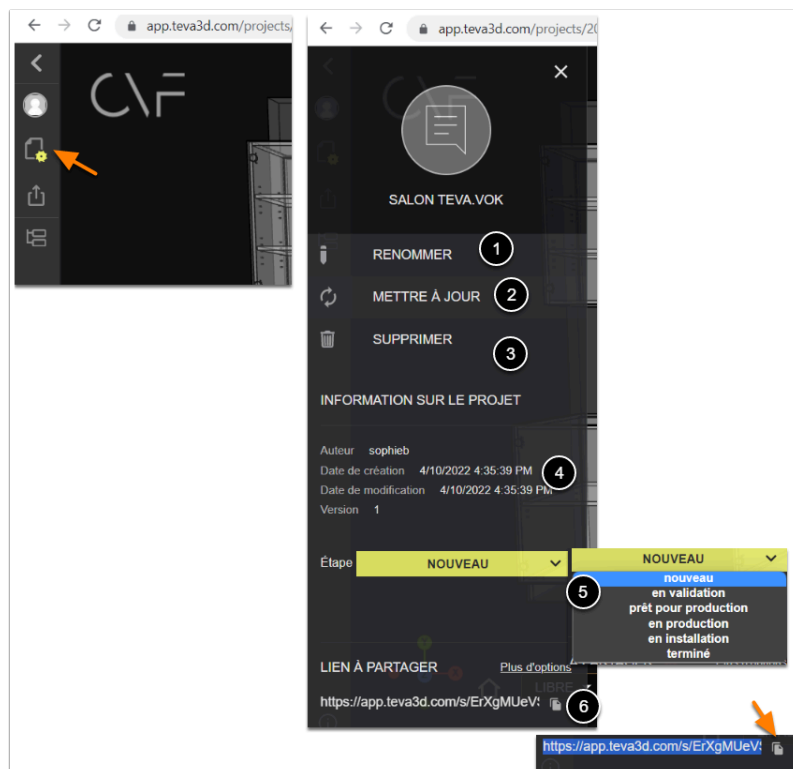 app.teva3d.com/projects/
app.teva3d.com/projects/20
SALON TEVA.VOK
RENOMMER 1
METTRE À JOUR 2
SUPPRIMER 3
INFORMATION SUR LE PROJET
Auteur sophieb
Date de création 4/10/2022 4:35:39 PM 4
Date de modification 4/10/2022 4:35:39 PM
Version 1
Étape NOUVEAU
NOUVEAU
5
nouveau
en validation
prêt pour production
en production
en installation
terminé
LIEN À PARTAGER Plus d'options
LIBRE
https://app.teva3d.com/s/ErXgMUeV 6
https://app.teva3d.com/s/ErXgMUeV